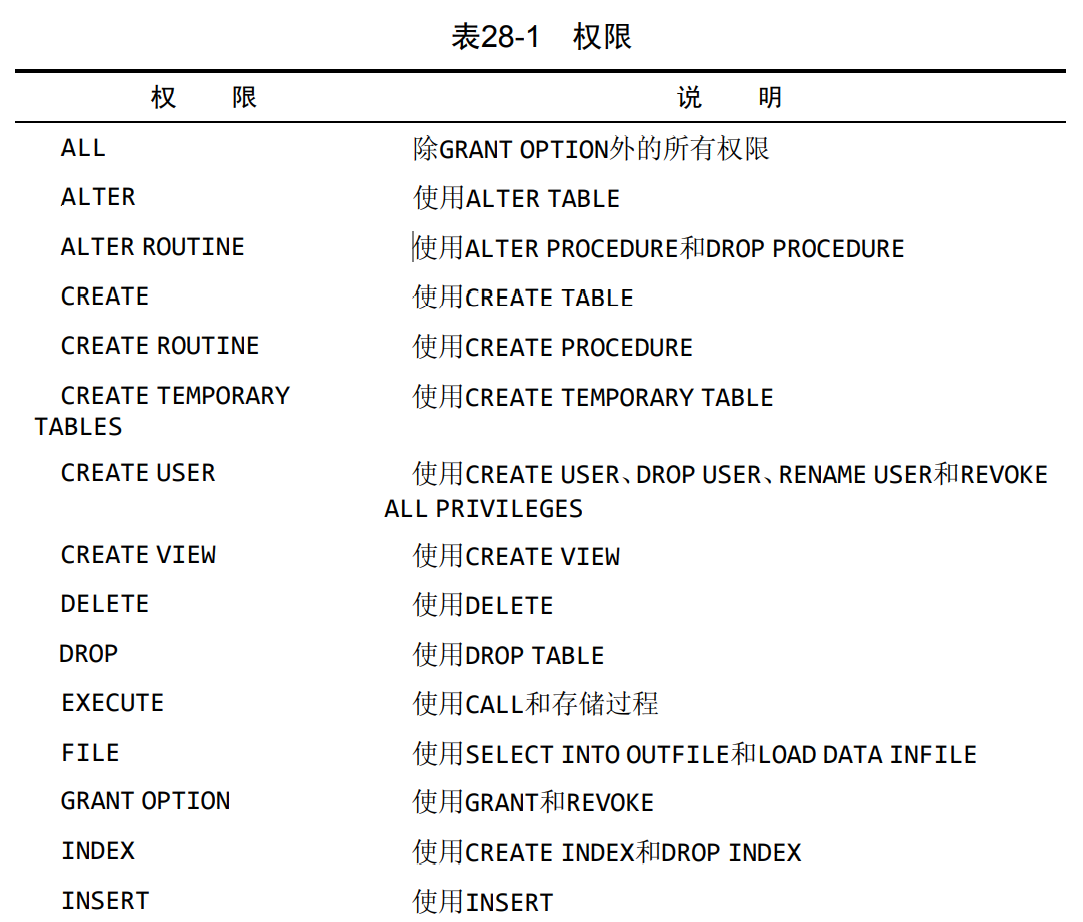 表28-1 权限
权 限 说 明
ALL 除GRANT OPTION外的所有权限
ALTER 使用ALTER TABLE
ALTER ROUTINE 使用ALTER PROCEDURE和DROP PROCEDURE
CREATE 使用CREATE TABLE
CREATE ROUTINE 使用CREATE PROCEDURE
CREATE TEMPORARY 使用CREATE TEMPORARY TABLE
TABLES
CREATE USER 使用CREATE USER、DROP USER、RENAME USER和REVOKE
ALL PRIVILEGES
CREATE VIEW 使用CREATE VIEW
DELETE 使用DELETE
DROP 使用DROP TABLE
EXECUTE 使用CALL和存储过程
FILE 使用SELECT INTO OUTFILE和LOAD DATA INFILE
GRANT OPTION 使用GRANT和REVOKE
INDEX 使用CREATE INDEX和DROP INDEX
INSERT 使用INSERT